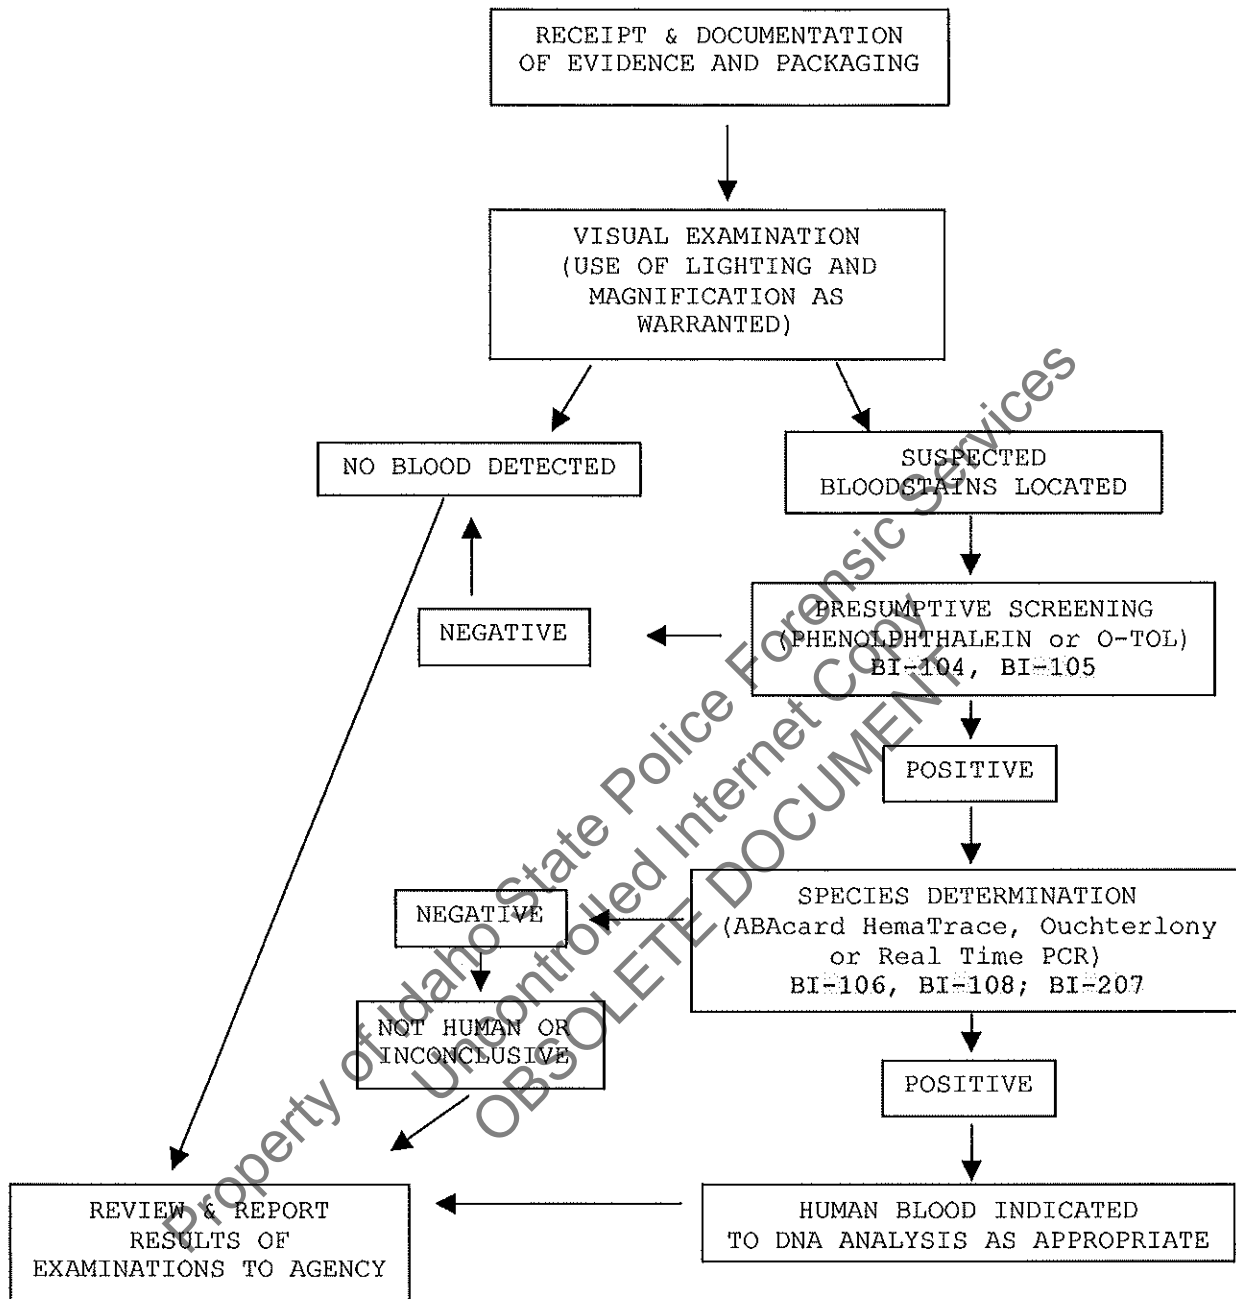 RECEIPT & DOCUMENTATION
OF EVIDENCE AND PACKAGING
VISUAL EXAMINATION
(USE OF LIGHTING AND
MAGNIFICATION AS
WARRANTED)
NO BLOOD DETECTED
SUSPECTED
BLOODSTAINS LOCATED
NEGATIVE
PRESUMPTIVE SCREENING
(PHENOLPHTHALEIN or O-TOL)
BI-104, BI-105
POSITIVE
NEGATIVE
SPECIES DETERMINATION
(ABAcard HemaTrace, Ouchterlony
or Real Time PCR)
BI-106, BI-108; BI-207
NOT HUMAN OR
INCONCLUSIVE
POSITIVE
REVIEW & REPORT
RESULTS OF
EXAMINATIONS TO AGENCY
HUMAN BLOOD INDICATED
TO DNA ANALYSIS AS APPROPRIATE
Property of Idaho State Police Forensic Services
Uncontrolled Internet Copy
OBSOLETE DOCUMENT